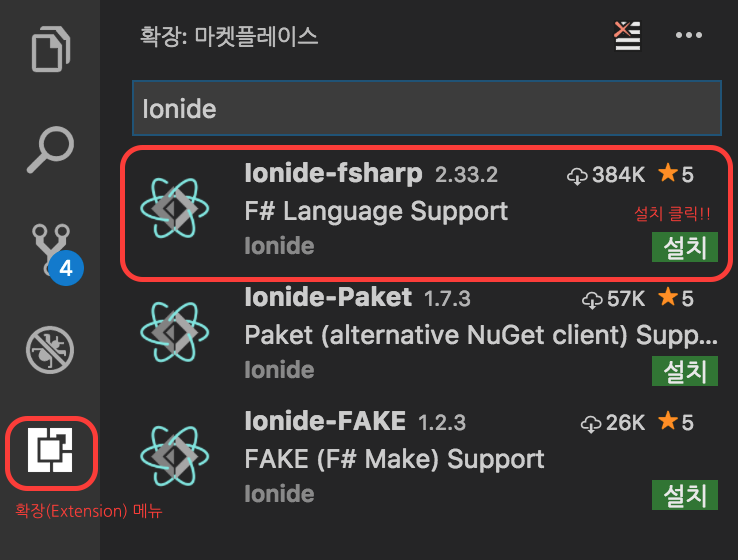 확장: 마켓플레이스
Ionide
Ionide-fsharp 2.33.2 384K 5
F# Language Support
설치 클릭!!
Ionide
설치
4
Ionide-Paket 1.7.3 57K 5
Paket (alternative NuGet client) Supp...
Ionide
설치
Ionide-FAKE 1.2.3 26K 5
FAKE (F# Make) Support
Ionide
설치
확장(Extension) 메뉴